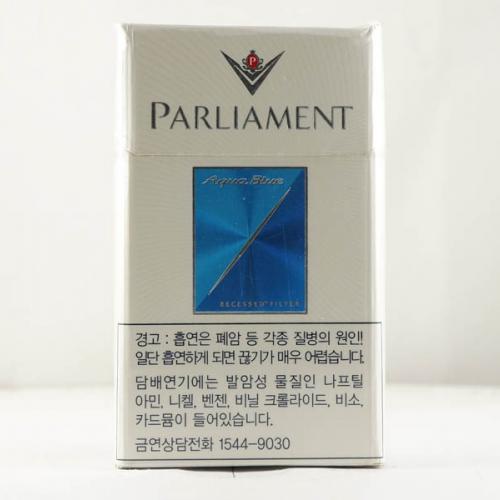 P
PARLIAMENT
Aqua Blue
RECESSED FILTER
경고 : 흡연은 폐암 등 각종 질병의 원인!
일단 흡연하게 되면 끊기가 매우 어렵습니다.
담배연기에는 발암성 물질인 나프틸
아민, 니켈, 벤젠, 비닐 크롤라이드, 비소,
카드뮴이 들어있습니다.
금연상담전화 1544-9030